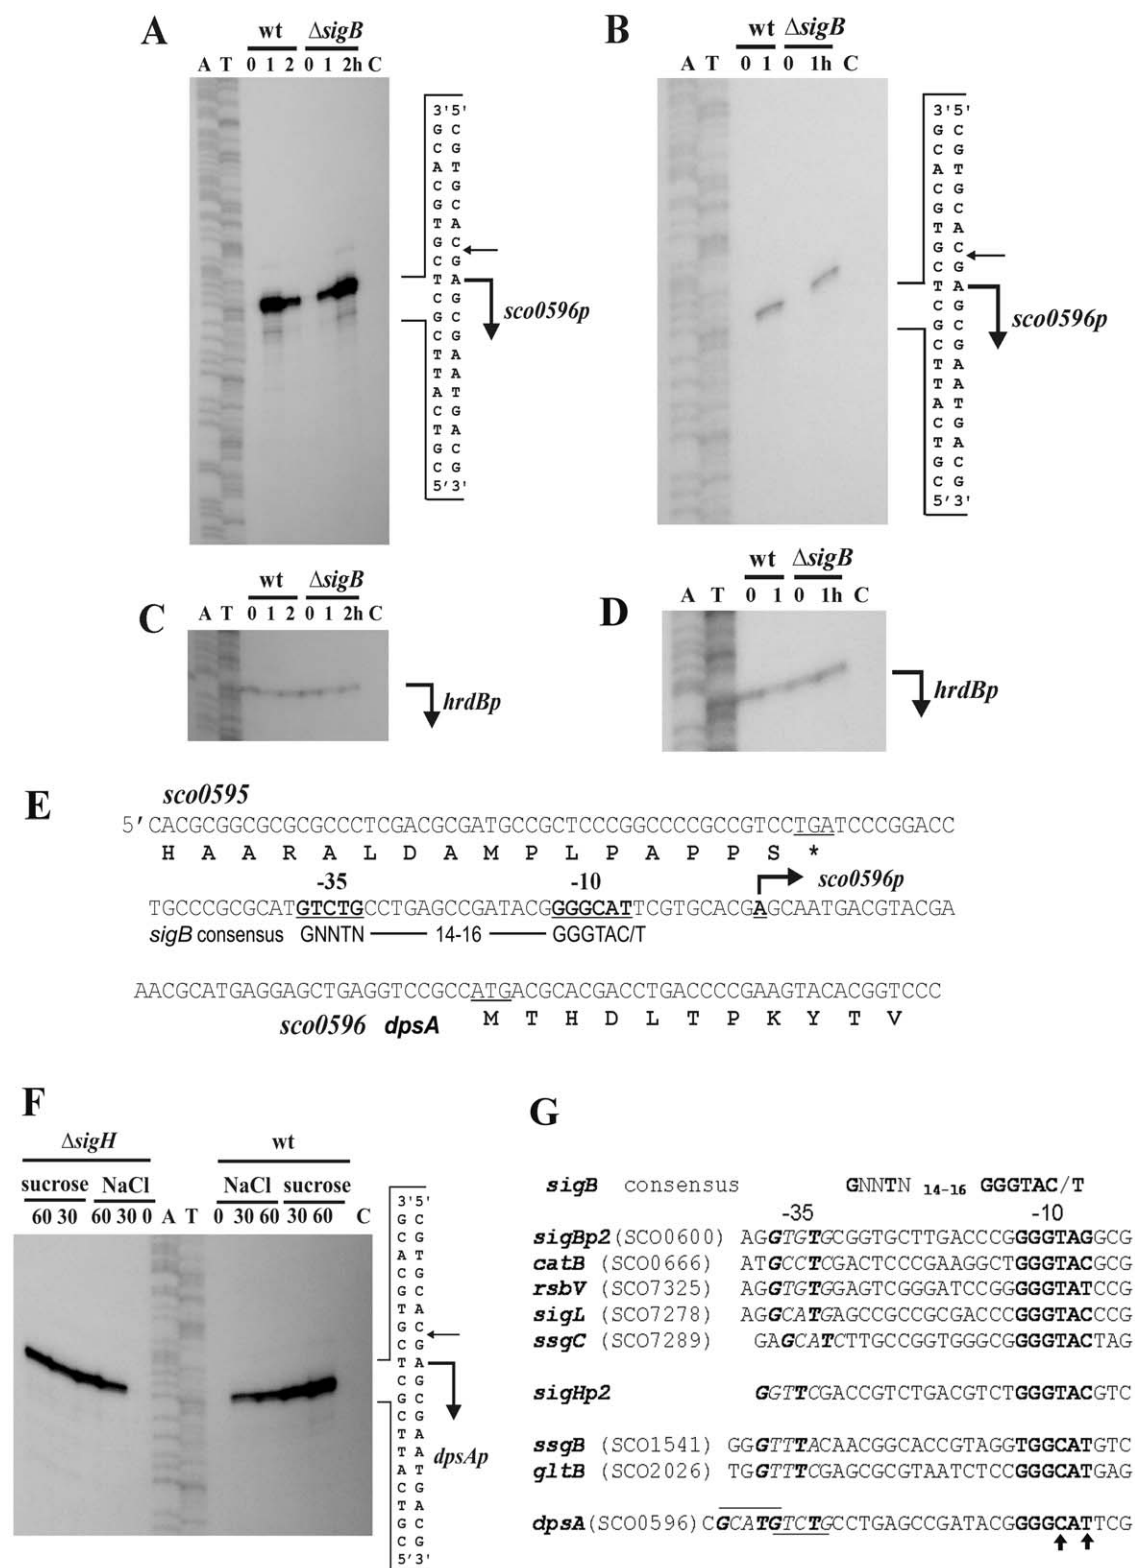 A
wt ΔsigB
A T 0 1 2 0 1 2h C
3'5'
G C
C G
A T
C G
G C
T A
G C
C G
T A
C G
G C
C G
T A
T A
A T
C G
T A
G C
C G
5'3'
sco0596p
B
wt ΔsigB
A T 0 1 0 1h C
3'5'
G C
C G
A T
C G
G C
T A
G C
C G
T A
C G
G C
C G
T A
T A
A T
C G
T A
G C
C G
5'3'
sco0596p
C
wt ΔsigB
A T 0 1 2 0 1 2h C
hrdBp
D
wt ΔsigB
A T 0 1 0 1h C
hrdBp
E
sco0595
5'CACGCGGCGCGCGCCCTCGACGCGATGCCGCTCCCGGCCCCGCCGTCCTGATCCCGGACC
H A A R A L D A M P L P A P P S *
-35 -10 sco0596p
TGCCCGCGCATGTCTGCCTGAGCCGATACGGGGCATTCGTGCACGAGCAATGACGTACGA
sigB consensus GNNTN 14-16 GGGTAC/T
AACGCATGAGGAGCTGAGGTCCGCCATGACGCACGACCTGACCCCGAAGTACACGGTCCC
sco0596 dpsA M T H D L T P K Y T V
F
ΔsigH wt
sucrose NaCl NaCl sucrose
60 30 60 30 0 A T 0 30 60 30 60 C
3'5'
G C
C G
A T
C G
G C
T A
G C
C G
T A
C G
G C
C G
T A
T A
A T
C G
T A
G C
C G
5'3'
dpsAp
G
sigB consensus GNNTN 14-16 GGGTAC/T
-35 -10
sigBp2(SCO0600) AGGTGTGCGGTGCTTGACCCGGGGTAGGCG
catB (SCO0666) ATGCCTCGACTCCCGAAGGCTGGGTACGCG
rsbV (SCO7325) AGGTGTGGAGTCGGGATCCGGGGTATCCG
sigL (SCO7278) AGGCATGAGCCGCCGCGACCCGGGTACCCG
ssgC (SCO7289) GAGCATCTTGCCGGTGGGCGGGGTACTAG
sigHp2 GGTTCGACCGTCTGACGTCTGGGTACGTC
ssgB (SCO1541) GGGTTTACAACGGCACCGTAGGTGGCATGTC
gltB (SCO2026) TGGTTTCGAGCGCGTAATCTCCGGGCATGAG
dpsA(SCO0596)CGCATGTCTGCCTGAGCCGATACGGGGCATTCG